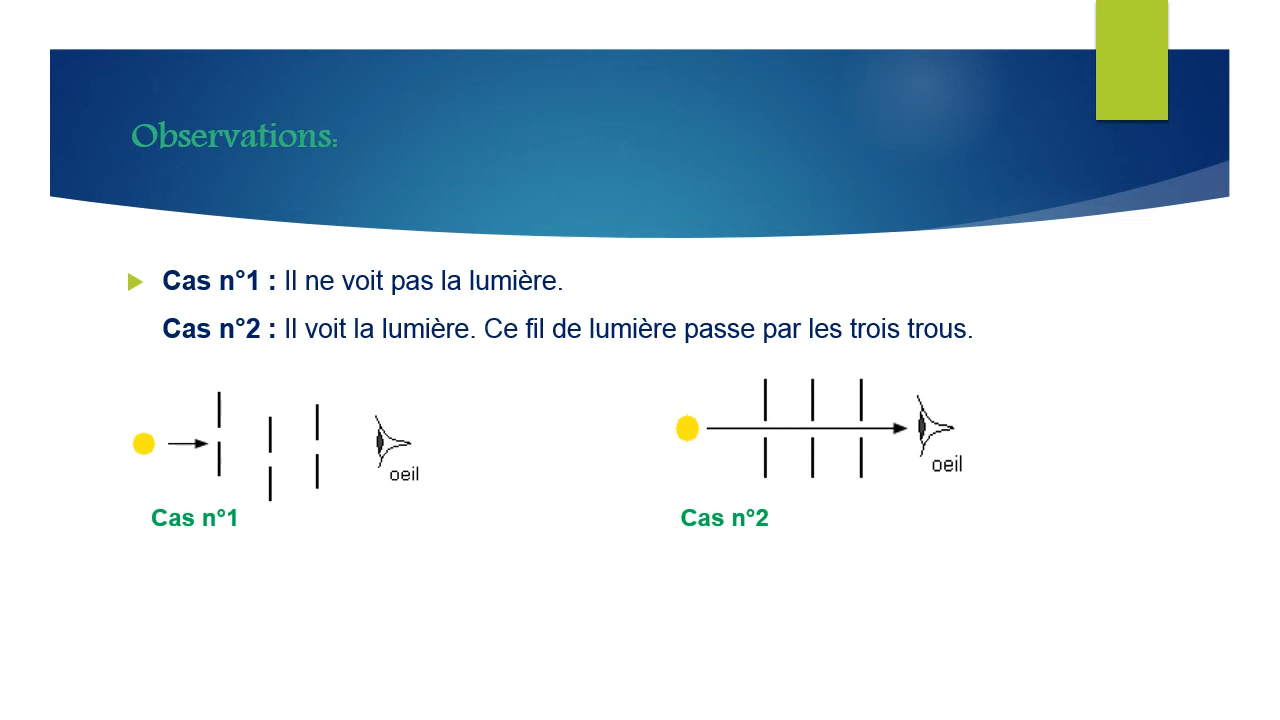 Observations:
Cas n°1 : Il ne voit pas la lumière.
Cas n°2 : Il voit la lumière. Ce fil de lumière passe par les trois trous.
oeil
oeil
Cas n°1
Cas n°2